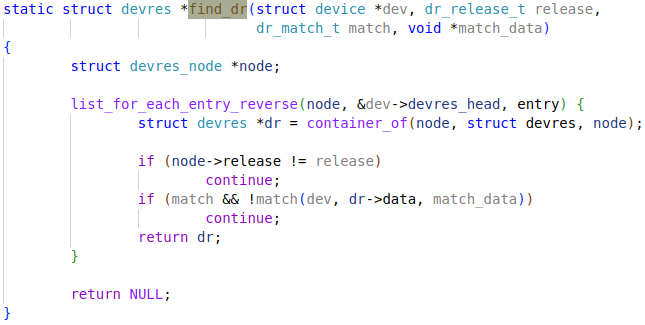 static struct devres *find_dr(struct device *dev, dr_release_t release,
                              dr_match_t match, void *match_data)
{
        struct devres_node *node;

        list_for_each_entry_reverse(node, &dev->devres_head, entry) {
                struct devres *dr = container_of(node, struct devres, node);

                if (node->release != release)
                        continue;
                if (match && !match(dev, dr->data, match_data))
                        continue;
                return dr;
        }

        return NULL;
}